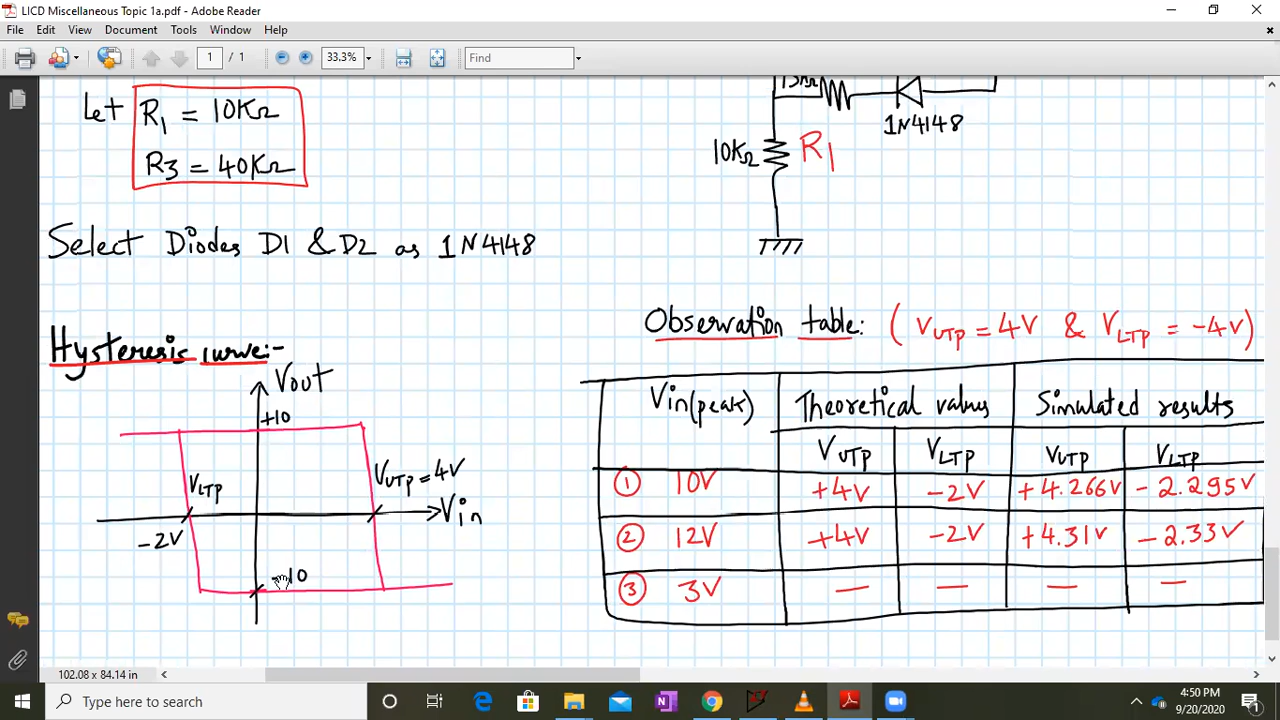 LICD Miscellaneous Topic 1a.pdf - Adobe Reader
File Edit View Document Tools Window Help
1 / 1 33.3% Find
Let R1 = 10KΩ
R3 = 40KΩ
15KΩ
1N4148
10KΩ R1
Select Diodes D1 & D2 as 1N4148
Hysteresis curve:-
Vout
+10
VLTP
VUTP = 4V
Vin
-2V
-10
Observation table: ( VUTP = 4V & VLTP = -4V)
Vin(peak) Theoretical values Simulated results
VUTP VLTP VUTP VLTP
① 10V +4V -2V +4.266V -2.295V
② 12V +4V -2V +4.31V -2.33V
③ 3V — — — —
102.08 x 84.14 in
Type here to search
4:50 PM
9/20/2020